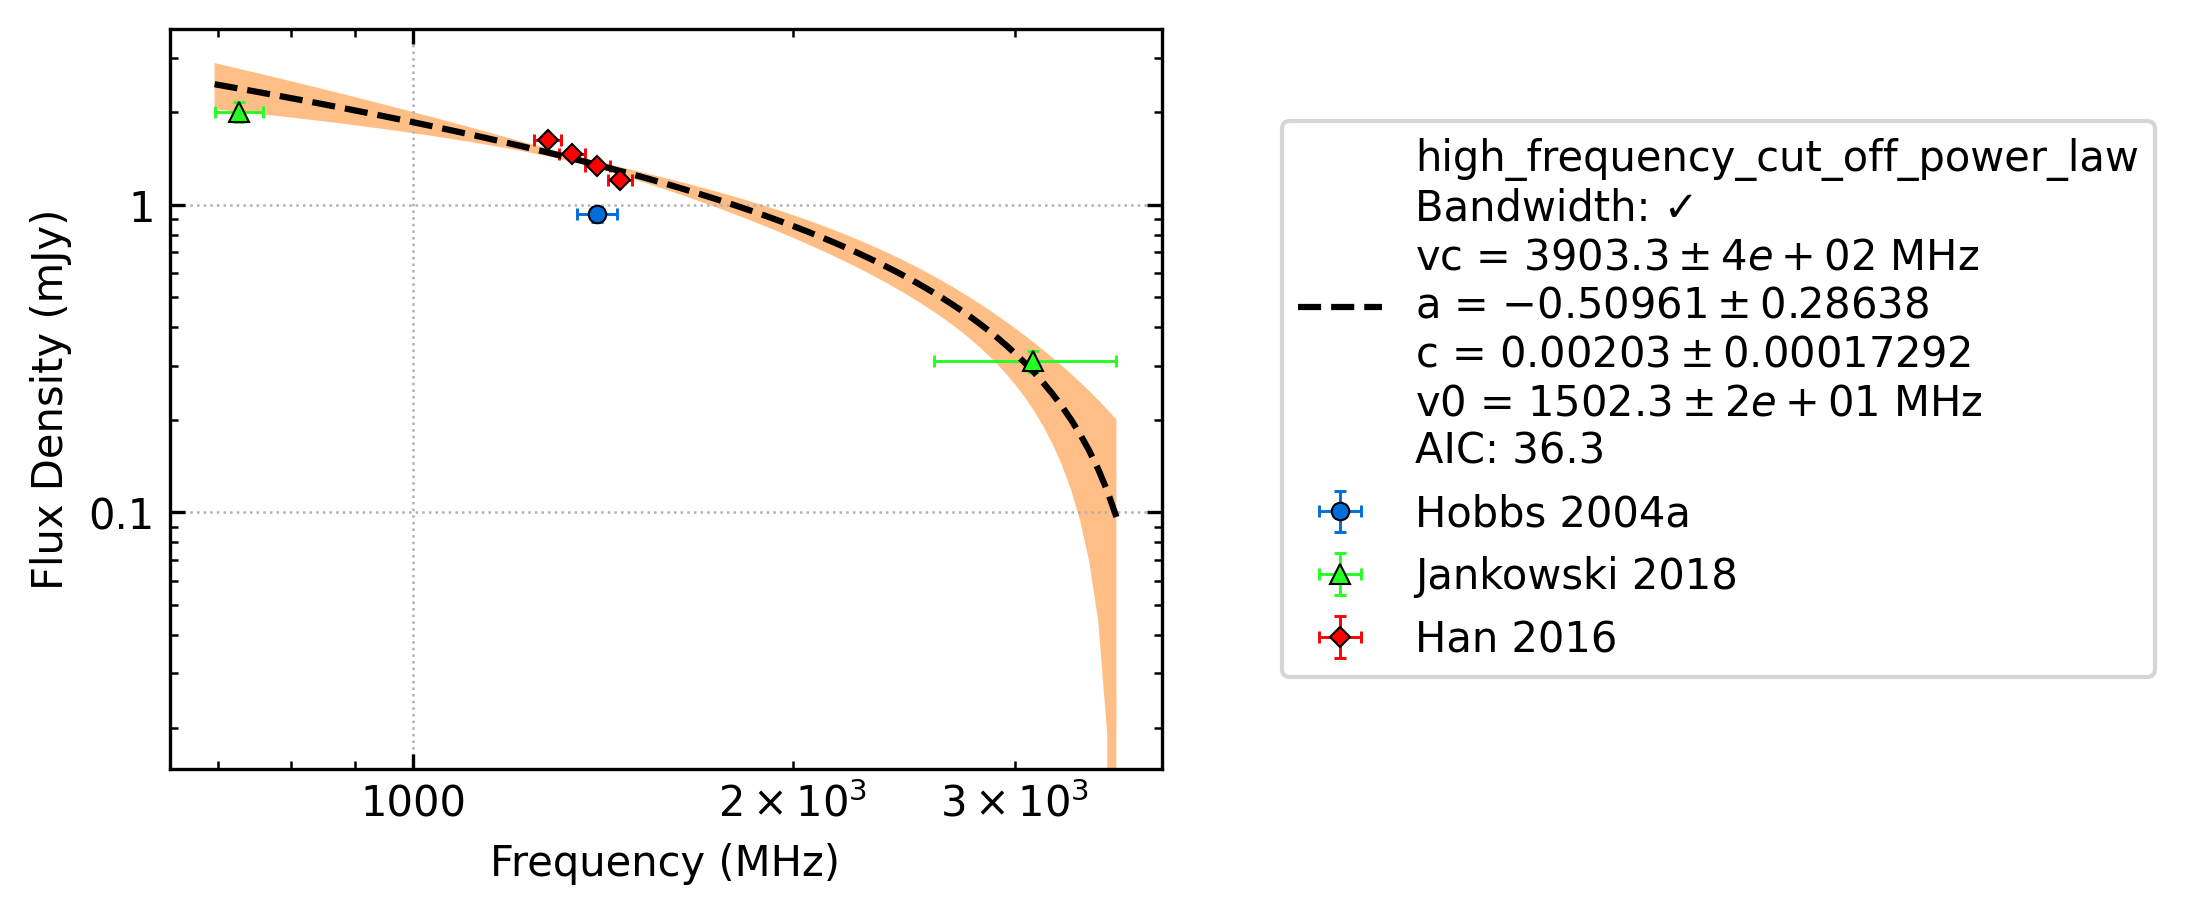 Flux Density (mJy)
1
0.1
1000
2 × 10³
3 × 10³
Frequency (MHz)
high_frequency_cut_off_power_law
Bandwidth: ✓
vc = 3903.3 ± 4e + 02 MHz
a = −0.50961 ± 0.28638
c = 0.00203 ± 0.00017292
v0 = 1502.3 ± 2e + 01 MHz
AIC: 36.3
Hobbs 2004a
Jankowski 2018
Han 2016